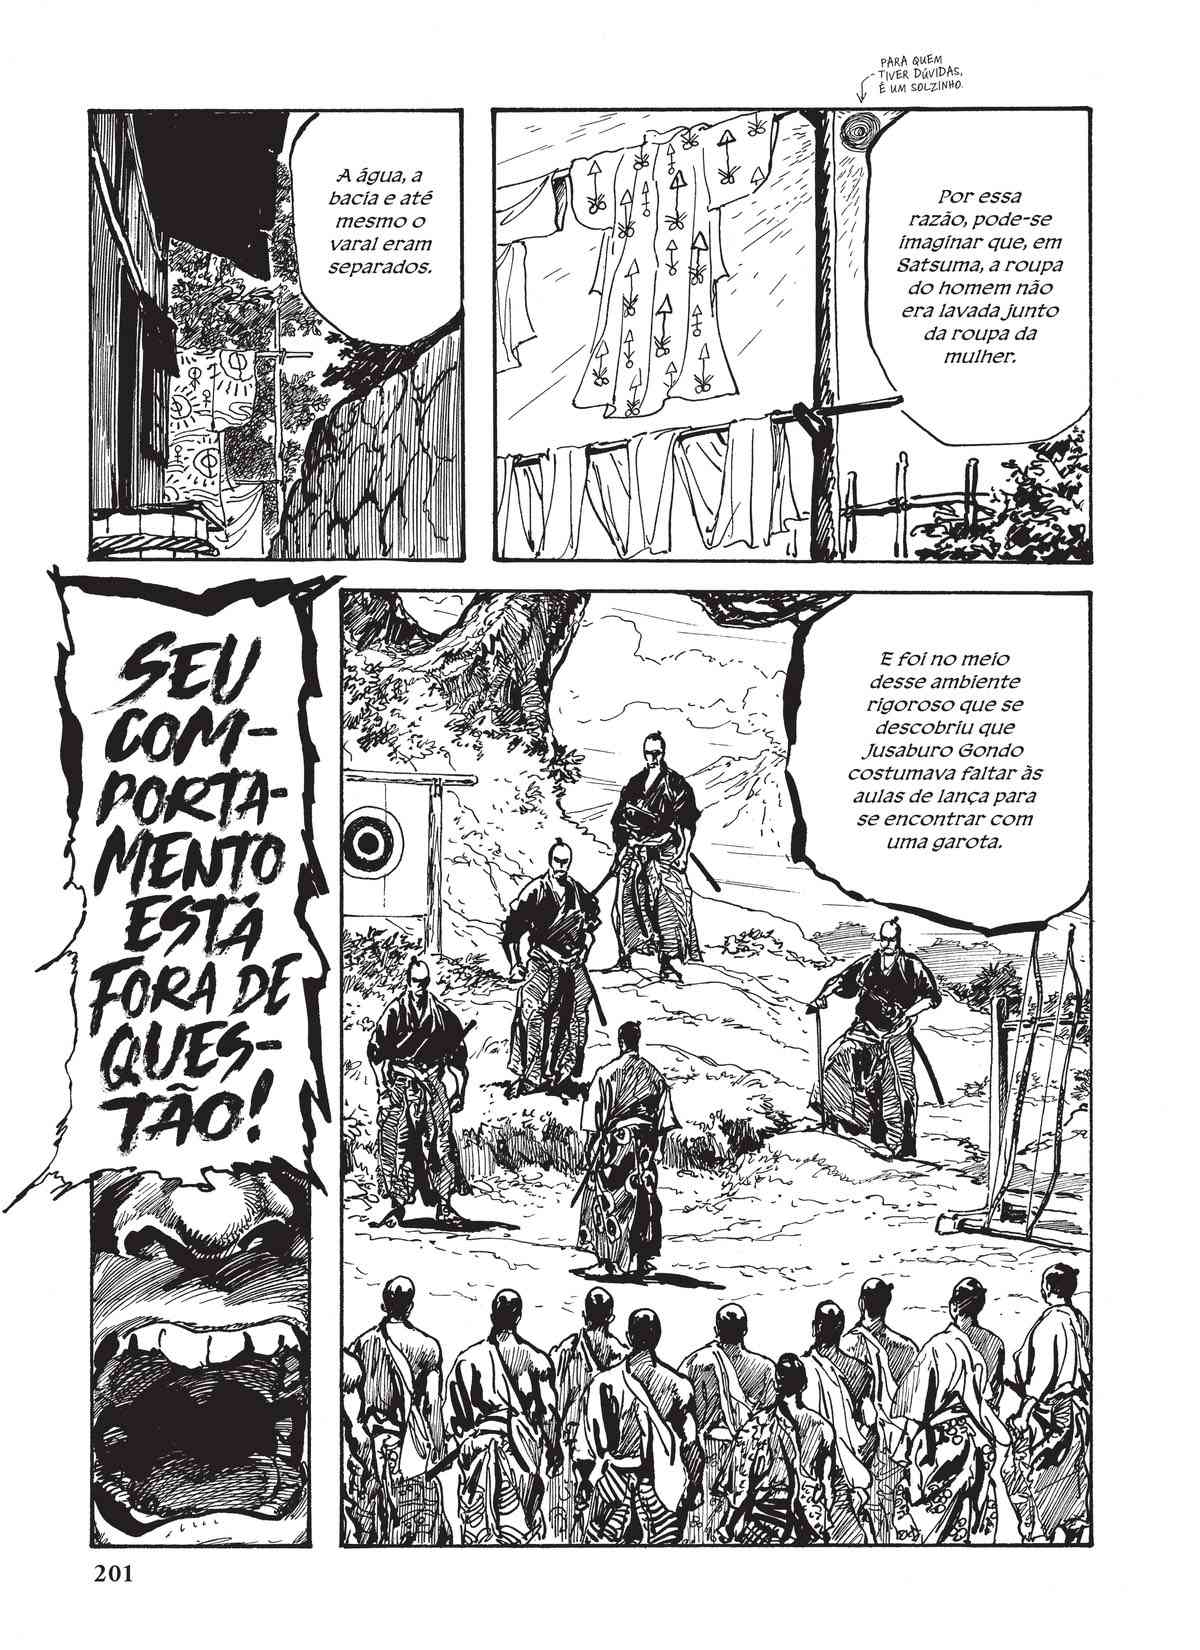 PARA QUEM
TIVER DÚVIDAS,
É UM SOLZINHO.
Por essa
razão, pode-se
imaginar que, em
Satsuma, a roupa
do homem não
era lavada junto
da roupa da
mulher.
A água, a
bacia e até
mesmo o
varal eram
separados.
E foi no meio
desse ambiente
rigoroso que se
descobriu que
Jusaburo Gondo
costumava faltar às
aulas de lança para
se encontrar com
uma garota.
SEU
COM-
PORTA-
MENTO
ESTÁ
FORA DE
QUES-
TÃO!
201